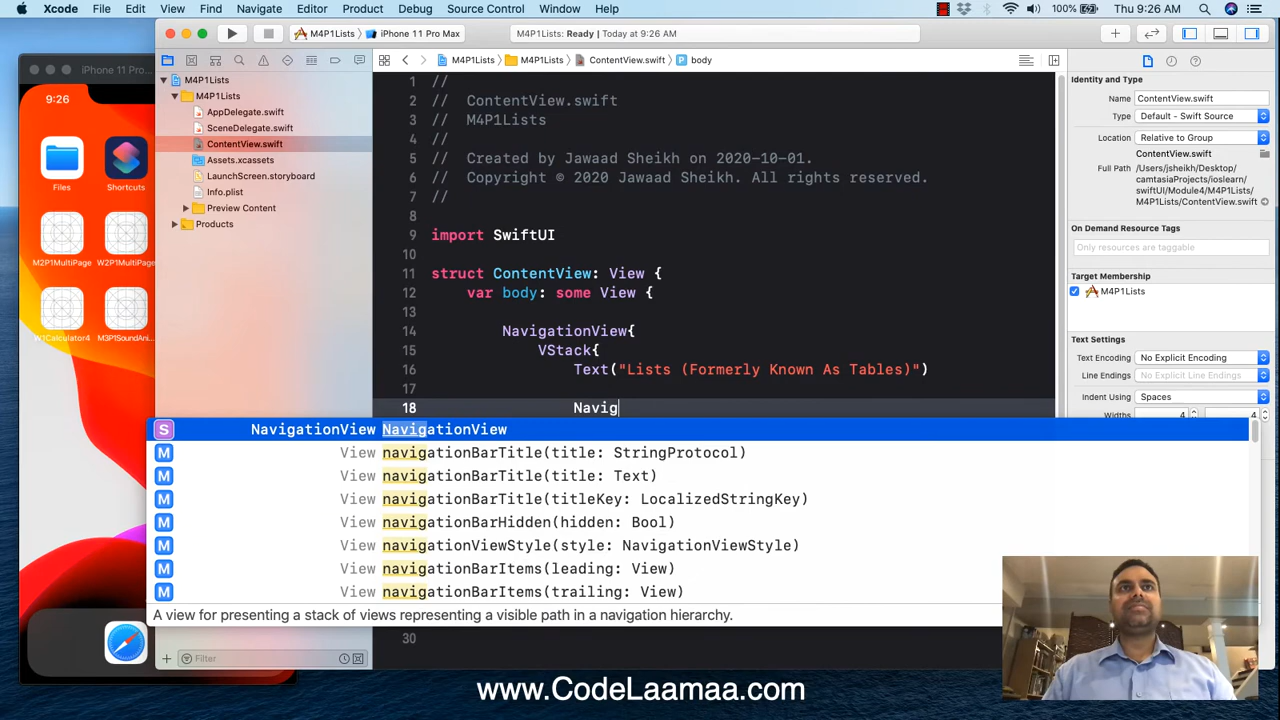 Xcode File Edit View Find Navigate Editor Product Debug Source Control Window Help 100% Thu 9:26 AM
M4P1Lists iPhone 11 Pro Max M4P1Lists: Ready | Today at 9:26 AM
iPhone 11 Pro...
M4P1Lists M4P1Lists ContentView.swift body
9:26
Files
Shortcuts
M2P1MultiPage
W2P1MultiPage
W1Calculator4
M3P1SoundAni...
M4P1Lists
M4P1Lists
AppDelegate.swift
SceneDelegate.swift
ContentView.swift
Assets.xcassets
LaunchScreen.storyboard
Info.plist
Preview Content
Products
Filter
1 //
2 // ContentView.swift
3 // M4P1Lists
4 //
5 // Created by Jawaad Sheikh on 2020-10-01.
6 // Copyright © 2020 Jawaad Sheikh. All rights reserved.
7 //
8
9 import SwiftUI
10
11 struct ContentView: View {
12 var body: some View {
13
14 NavigationView{
15 VStack{
16 Text("Lists (Formerly Known As Tables)")
17
18 Navig
S NavigationView NavigationView
M View navigationBarTitle(title: StringProtocol)
M View navigationBarTitle(title: Text)
M View navigationBarTitle(titleKey: LocalizedStringKey)
M View navigationBarHidden(hidden: Bool)
M View navigationViewStyle(style: NavigationViewStyle)
M View navigationBarItems(leading: View)
M View navigationBarItems(trailing: View)
A view for presenting a stack of views representing a visible path in a navigation hierarchy.
30
Identity and Type
Name ContentView.swift
Type Default - Swift Source
Location Relative to Group
ContentView.swift
Full Path /Users/jsheikh/Desktop/
camtasiaProjects/ioslearn/
swiftUI/Module4/M4P1Lists/
M4P1Lists/ContentView.swift
On Demand Resource Tags
Only resources are taggable
Target Membership
M4P1Lists
Text Settings
Text Encoding No Explicit Encoding
Line Endings No Explicit Line Endings
Indent Using Spaces
Widths 4 4
www.CodeLaamaa.com